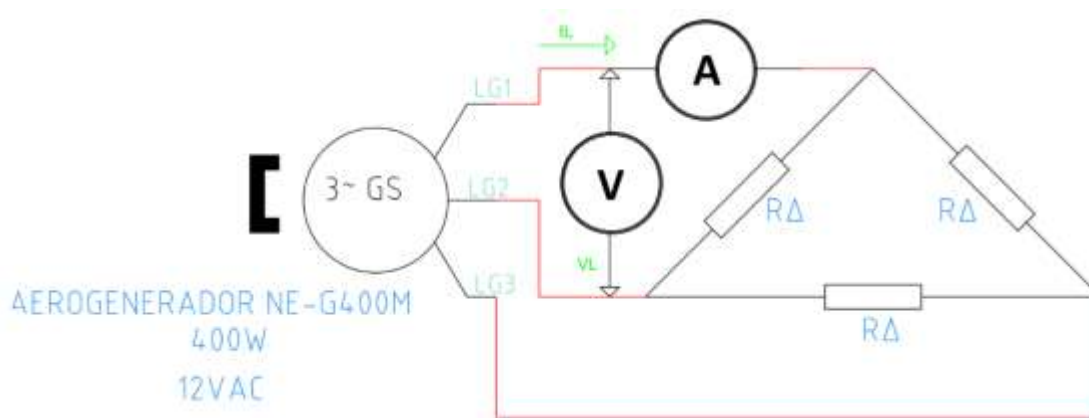 IL
A
LG1
3~ GS
V
LG2
RΔ
RΔ
VL
LG3
AEROGENERADOR NE-G400M
400W
RΔ
12VAC